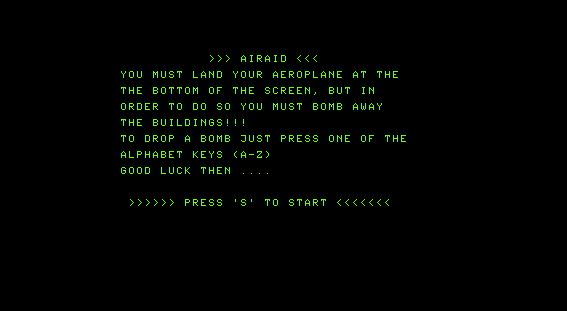 >>> AIRAID <<<
YOU MUST LAND YOUR AEROPLANE AT THE
THE BOTTOM OF THE SCREEN, BUT IN
ORDER TO DO SO YOU MUST BOMB AWAY
THE BUILDINGS!!!
TO DROP A BOMB JUST PRESS ONE OF THE
ALPHABET KEYS (A-Z)
GOOD LUCK THEN ....
>>>>>> PRESS 'S' TO START <<<<<<<